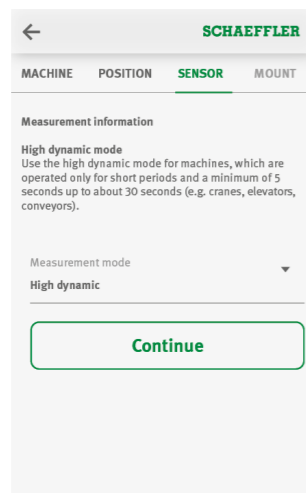 SCHAEFFLER
MACHINE POSITION SENSOR MOUNT
Measurement information
High dynamic mode
Use the high dynamic mode for machines, which are
operated only for short periods and a minimum of 5
seconds up to about 30 seconds (e.g. cranes, elevators,
conveyors).
Measurement mode
High dynamic
Continue